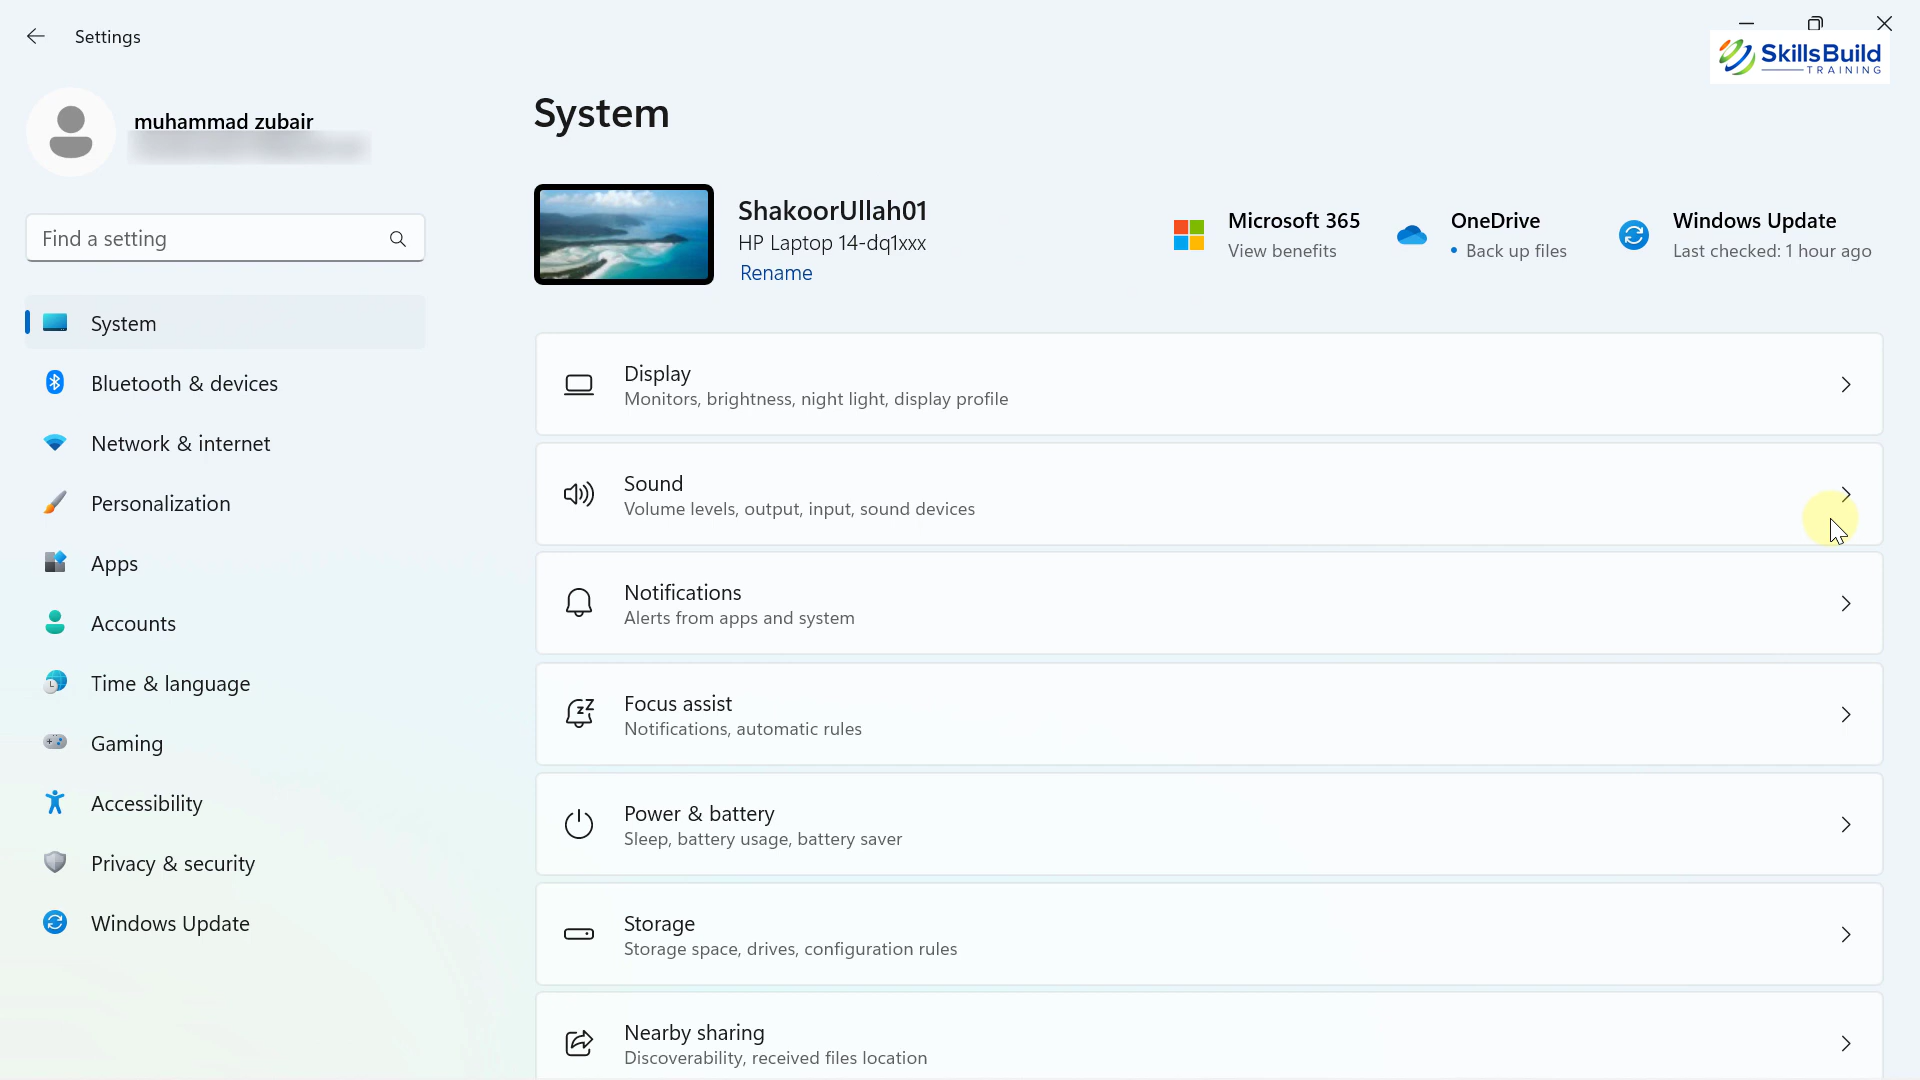 Settings
SkillsBuild
TRAINING
muhammad zubair
Find a setting
System
Bluetooth & devices
Network & internet
Personalization
Apps
Accounts
Time & language
Gaming
Accessibility
Privacy & security
Windows Update
System
ShakoorUllah01
HP Laptop 14-dq1xxx
Rename
Microsoft 365
View benefits
OneDrive
• Back up files
Windows Update
Last checked: 1 hour ago
Display
Monitors, brightness, night light, display profile
Sound
Volume levels, output, input, sound devices
Notifications
Alerts from apps and system
Focus assist
Notifications, automatic rules
Power & battery
Sleep, battery usage, battery saver
Storage
Storage space, drives, configuration rules
Nearby sharing
Discoverability, received files location